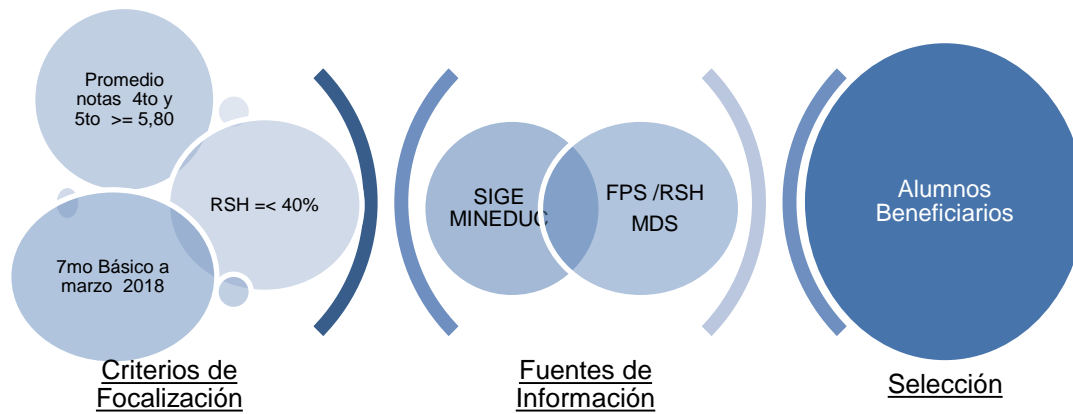 Promedio
notas 4to y
5to >= 5,80
RSH =< 40%
7mo Básico a
marzo 2018
Criterios de
Focalización
SIGE
MINEDUC
FPS /RSH
MDS
Fuentes de
Información
Alumnos
Beneficiarios
Selección